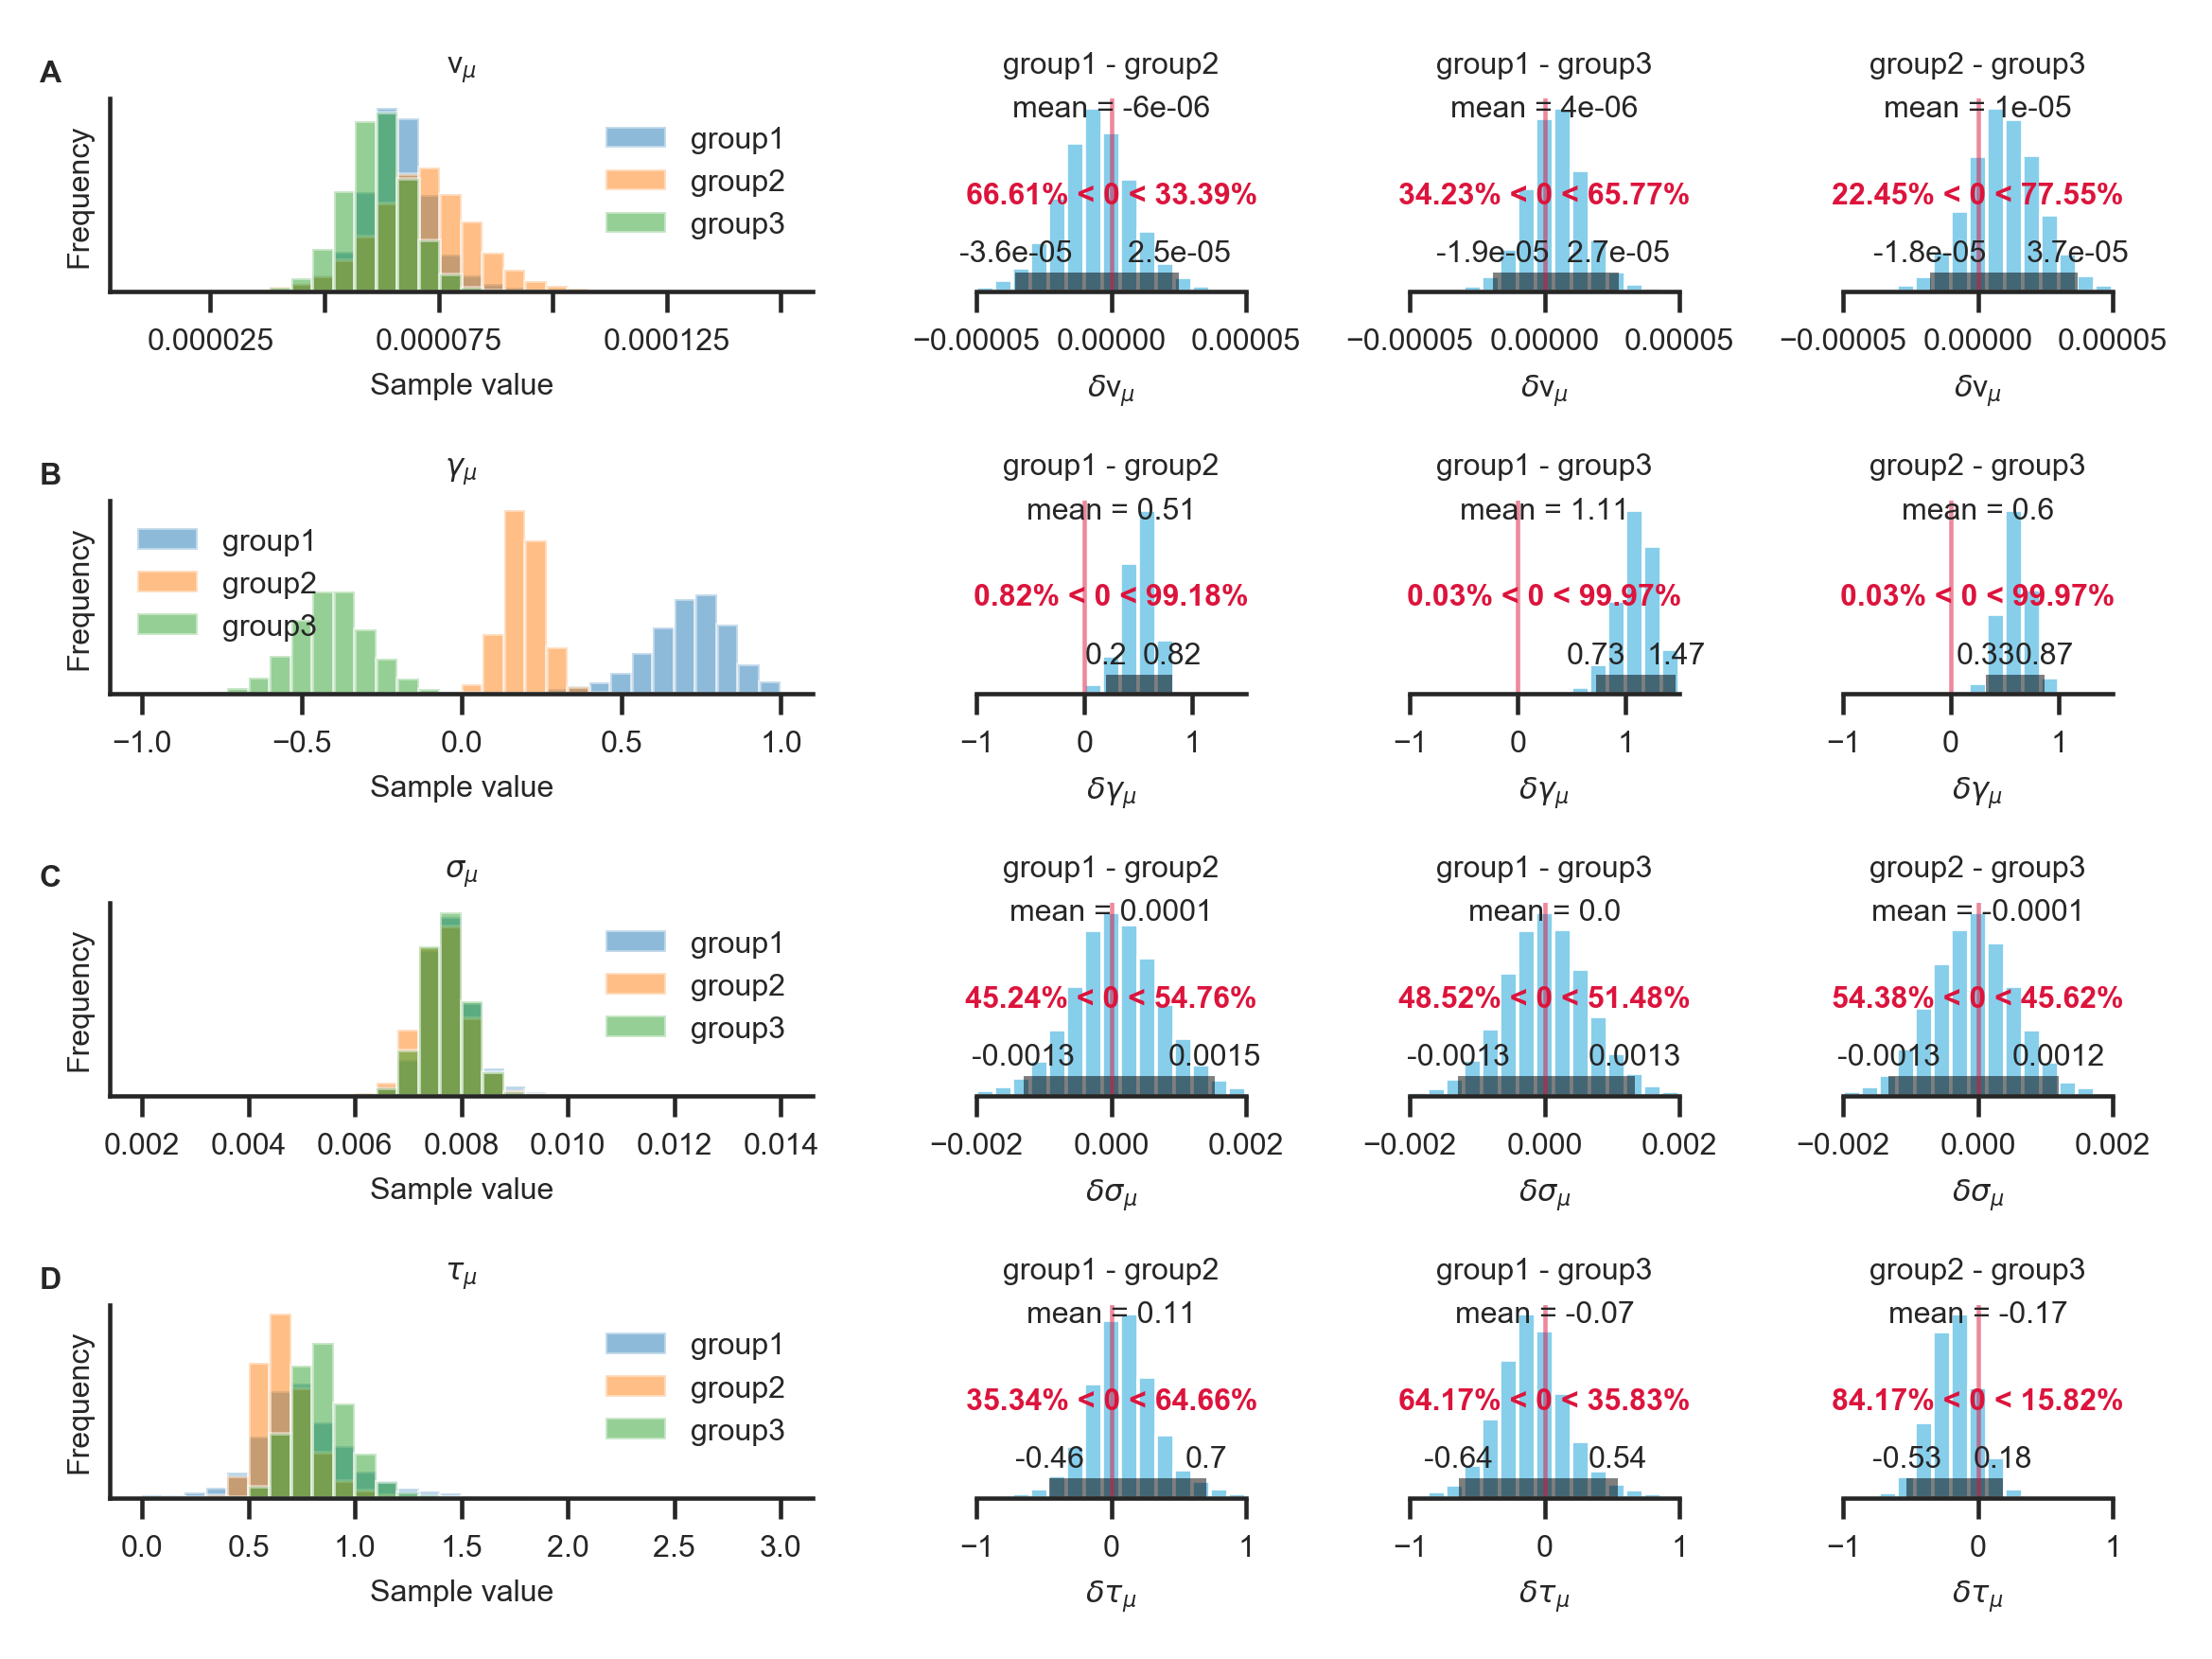 A
v_μ
Frequency
group1
group2
group3
0.000025 0.000075 0.000125
Sample value
group1 - group2
mean = -6e-06
66.61% < 0 < 33.39%
-3.6e-05 2.5e-05
−0.00005 0.00000 0.00005
δv_μ
group1 - group3
mean = 4e-06
34.23% < 0 < 65.77%
-1.9e-05 2.7e-05
−0.00005 0.00000 0.00005
δv_μ
group2 - group3
mean = 1e-05
22.45% < 0 < 77.55%
-1.8e-05 3.7e-05
−0.00005 0.00000 0.00005
δv_μ
B
γ_μ
Frequency
group1
group2
group3
−1.0 −0.5 0.0 0.5 1.0
Sample value
group1 - group2
mean = 0.51
0.82% < 0 < 99.18%
0.2 0.82
−1 0 1
δγ_μ
group1 - group3
mean = 1.11
0.03% < 0 < 99.97%
0.73 1.47
−1 0 1
δγ_μ
group2 - group3
mean = 0.6
0.03% < 0 < 99.97%
0.33 0.87
−1 0 1
δγ_μ
C
σ_μ
Frequency
group1
group2
group3
0.002 0.004 0.006 0.008 0.010 0.012 0.014
Sample value
group1 - group2
mean = 0.0001
45.24% < 0 < 54.76%
-0.0013 0.0015
−0.002 0.000 0.002
δσ_μ
group1 - group3
mean = 0.0
48.52% < 0 < 51.48%
-0.0013 0.0013
−0.002 0.000 0.002
δσ_μ
group2 - group3
mean = -0.0001
54.38% < 0 < 45.62%
-0.0013 0.0012
−0.002 0.000 0.002
δσ_μ
D
τ_μ
Frequency
group1
group2
group3
0.0 0.5 1.0 1.5 2.0 2.5 3.0
Sample value
group1 - group2
mean = 0.11
35.34% < 0 < 64.66%
-0.46 0.7
−1 0 1
δτ_μ
group1 - group3
mean = -0.07
64.17% < 0 < 35.83%
-0.64 0.54
−1 0 1
δτ_μ
group2 - group3
mean = -0.17
84.17% < 0 < 15.82%
-0.53 0.18
−1 0 1
δτ_μ